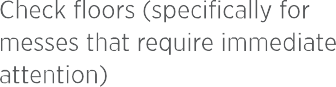 Check floors (specifically for
messes that require immediate
attention)